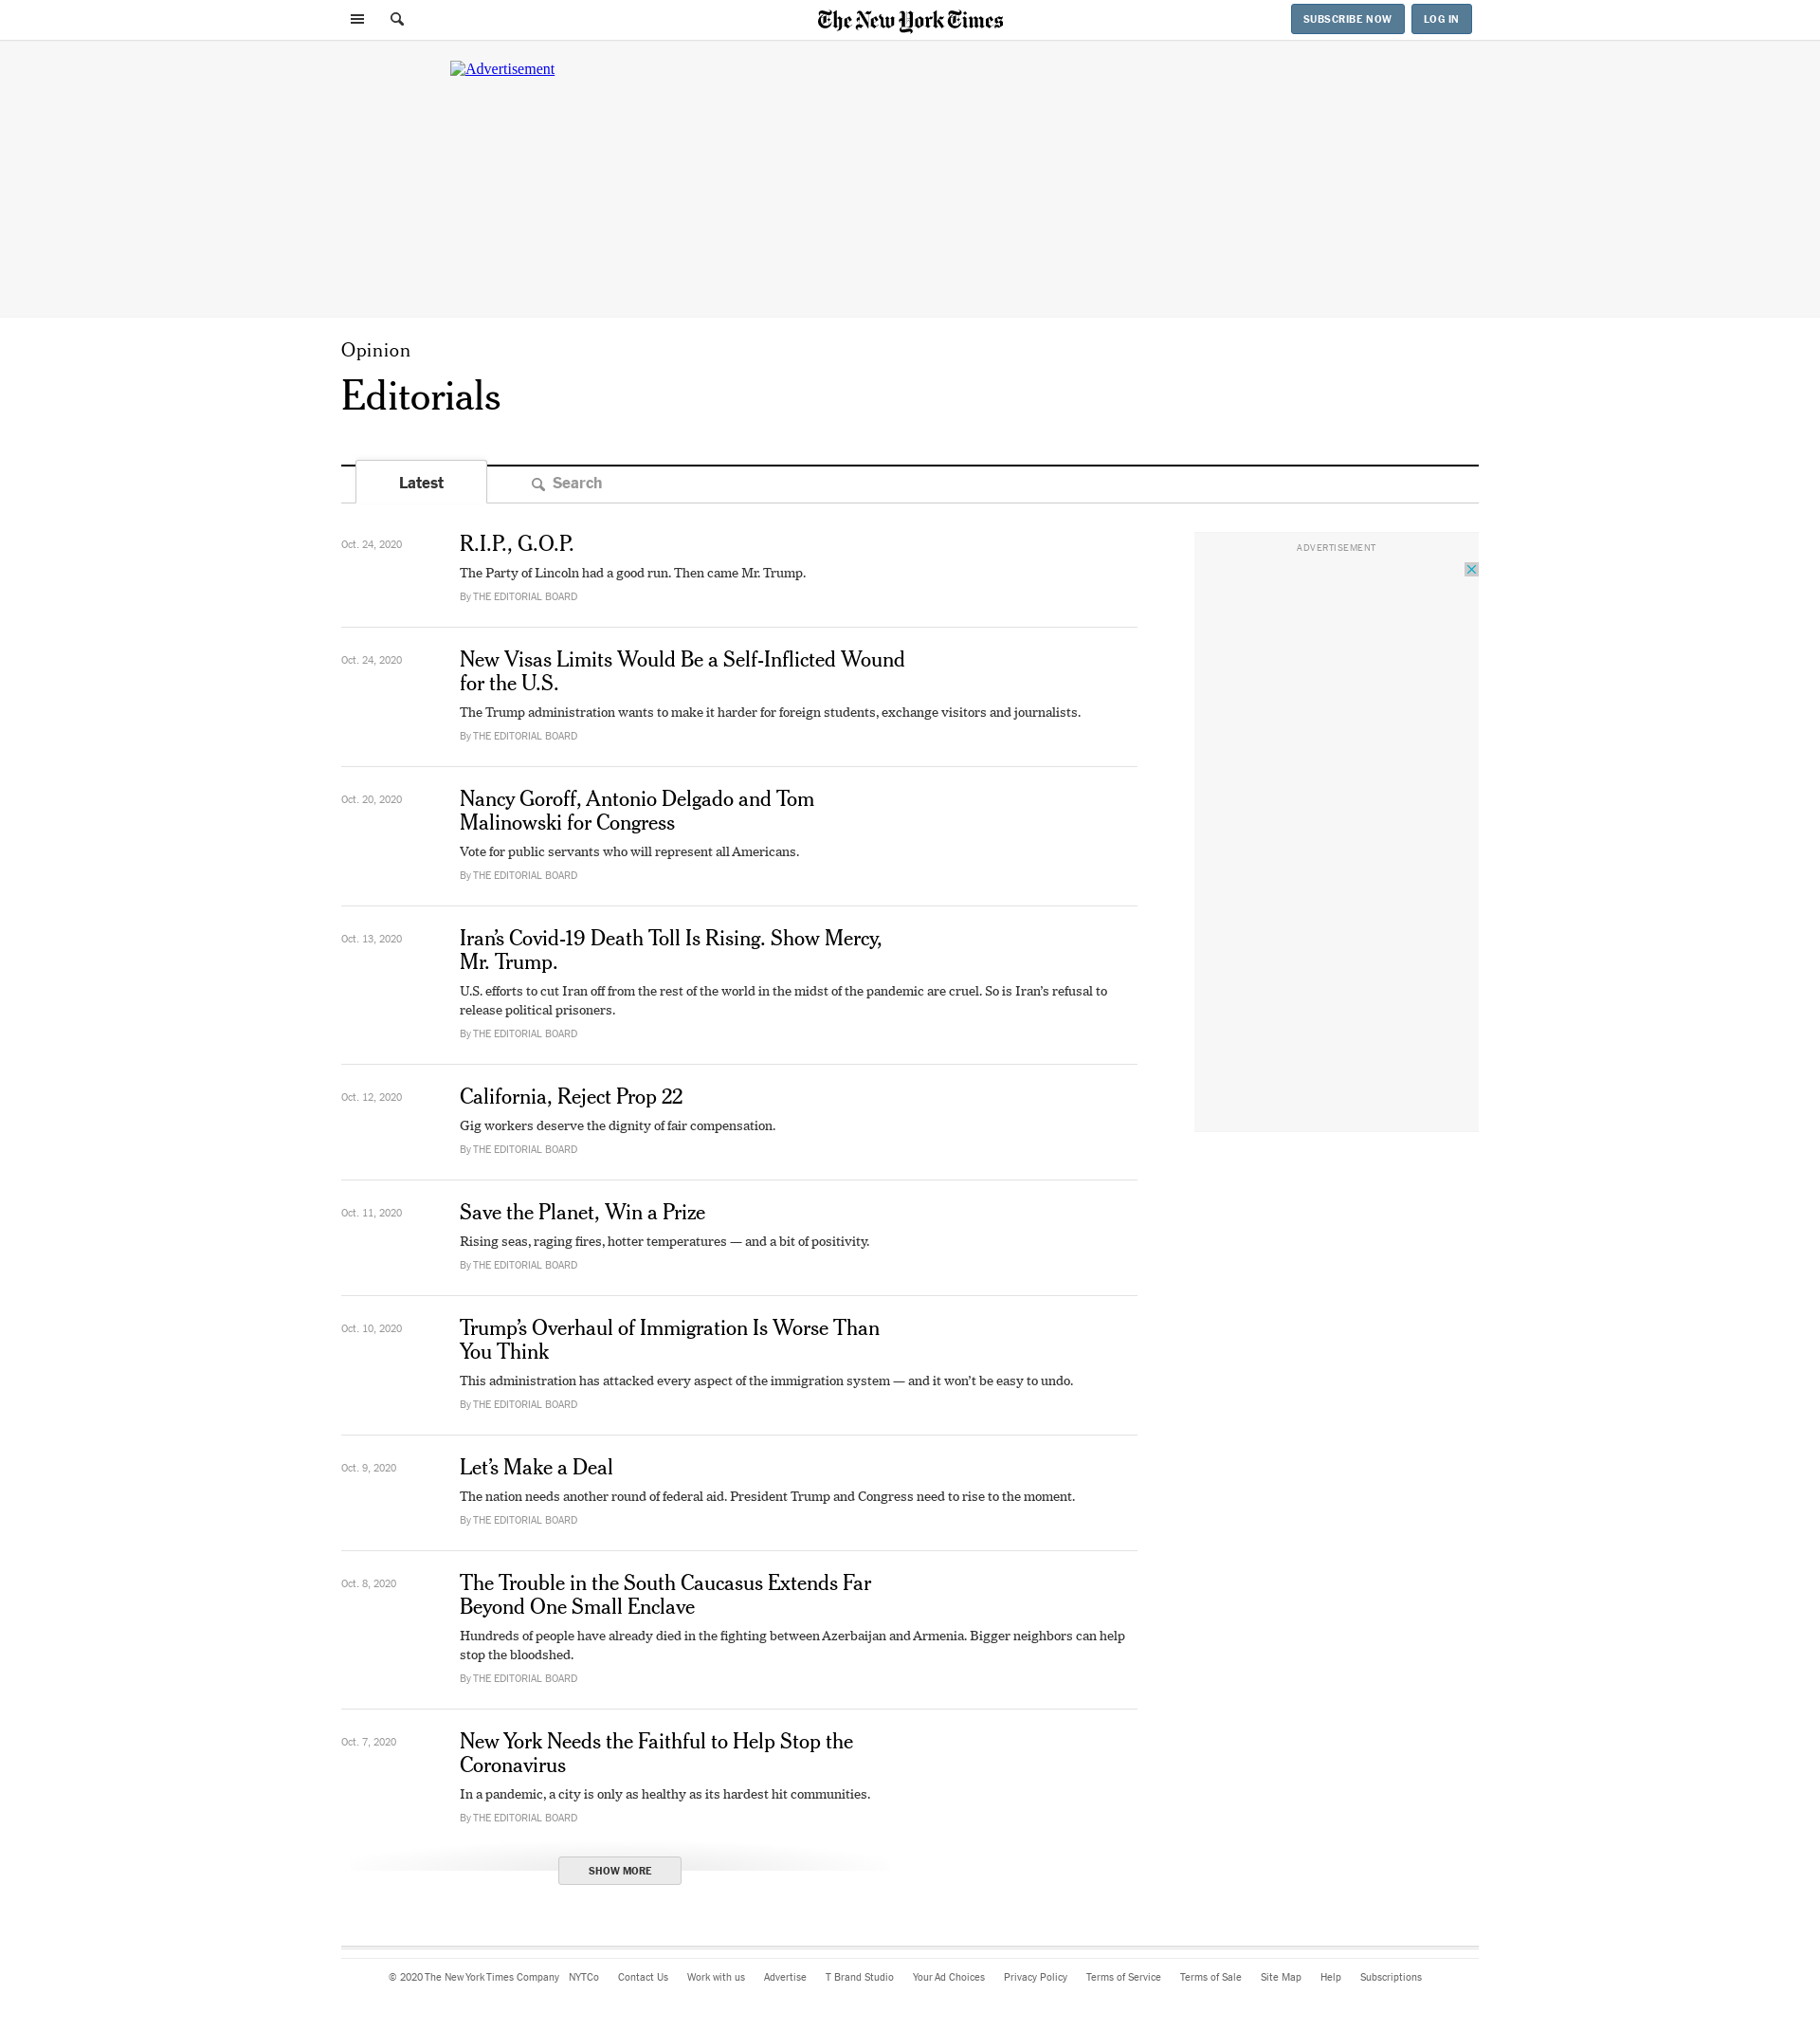 The New York Times
SUBSCRIBE NOW
LOG IN
Advertisement
Opinion
Editorials
Latest
Search
Oct. 24, 2020
R.I.P., G.O.P.
The Party of Lincoln had a good run. Then came Mr. Trump.
By THE EDITORIAL BOARD
ADVERTISEMENT
Oct. 24, 2020
New Visas Limits Would Be a Self-Inflicted Wound
for the U.S.
The Trump administration wants to make it harder for foreign students, exchange visitors and journalists.
By THE EDITORIAL BOARD
Oct. 20, 2020
Nancy Goroff, Antonio Delgado and Tom
Malinowski for Congress
Vote for public servants who will represent all Americans.
By THE EDITORIAL BOARD
Oct. 13, 2020
Iran’s Covid-19 Death Toll Is Rising. Show Mercy,
Mr. Trump.
U.S. efforts to cut Iran off from the rest of the world in the midst of the pandemic are cruel. So is Iran’s refusal to
release political prisoners.
By THE EDITORIAL BOARD
Oct. 12, 2020
California, Reject Prop 22
Gig workers deserve the dignity of fair compensation.
By THE EDITORIAL BOARD
Oct. 11, 2020
Save the Planet, Win a Prize
Rising seas, raging fires, hotter temperatures — and a bit of positivity.
By THE EDITORIAL BOARD
Oct. 10, 2020
Trump’s Overhaul of Immigration Is Worse Than
You Think
This administration has attacked every aspect of the immigration system — and it won’t be easy to undo.
By THE EDITORIAL BOARD
Oct. 9, 2020
Let’s Make a Deal
The nation needs another round of federal aid. President Trump and Congress need to rise to the moment.
By THE EDITORIAL BOARD
Oct. 8, 2020
The Trouble in the South Caucasus Extends Far
Beyond One Small Enclave
Hundreds of people have already died in the fighting between Azerbaijan and Armenia. Bigger neighbors can help
stop the bloodshed.
By THE EDITORIAL BOARD
Oct. 7, 2020
New York Needs the Faithful to Help Stop the
Coronavirus
In a pandemic, a city is only as healthy as its hardest hit communities.
By THE EDITORIAL BOARD
SHOW MORE
© 2020 The New York Times Company NYTCo Contact Us Work with us Advertise T Brand Studio Your Ad Choices Privacy Policy Terms of Service Terms of Sale Site Map Help Subscriptions